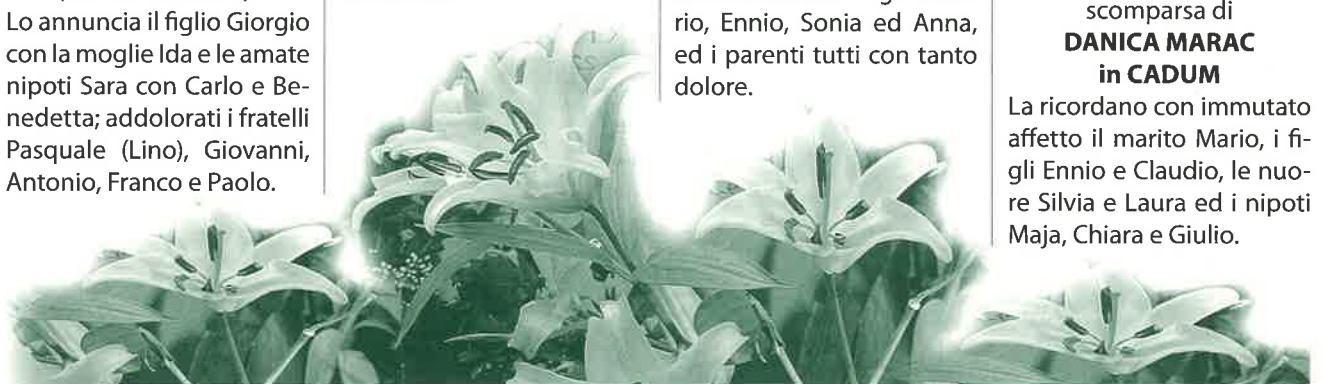 Lo annuncia il figlio Giorgio
con la moglie Ida e le amate
nipoti Sara con Carlo e Be-
nedetta; addolorati i fratelli
Pasquale (Lino), Giovanni,
Antonio, Franco e Paolo.
rio, Ennio, Sonia ed Anna,
ed i parenti tutti con tanto
dolore.
scomparsa di
DANICA MARAC
in CADUM
La ricordano con immutato
affetto il marito Mario, i fi-
gli Ennio e Claudio, le nuo-
re Silvia e Laura ed i nipoti
Maja, Chiara e Giulio.